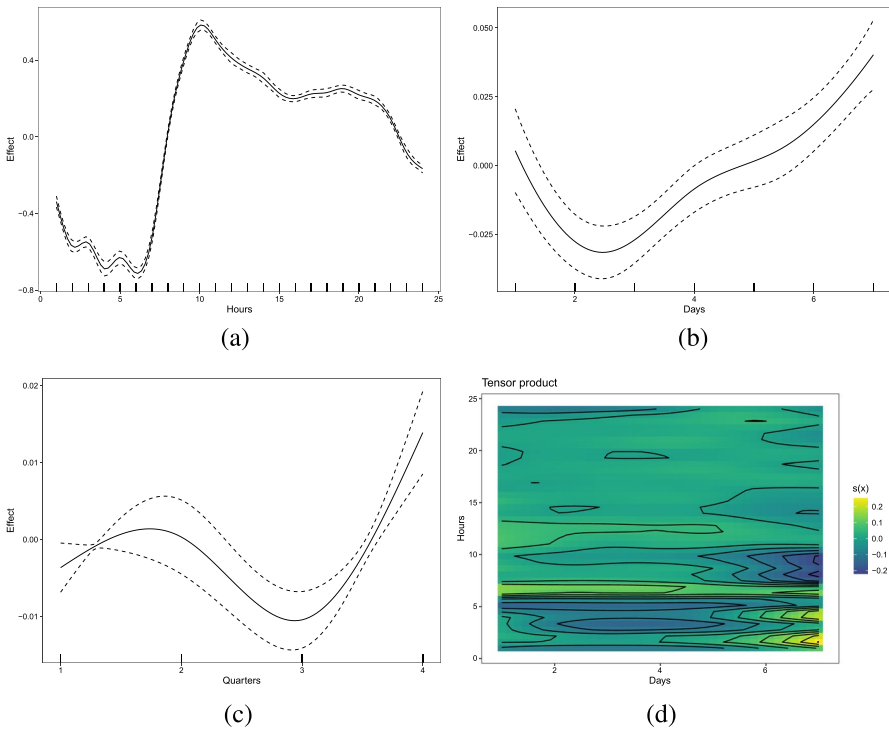 0.4
0.0
−0.4
−0.8
Effect
0 5 10 15 20 25
Hours
(a)
0.050
0.025
0.000
−0.025
Effect
2 4 6
Days
(b)
0.02
0.01
0.00
−0.01
Effect
1 2 3 4
Quarters
(c)
Tensor product
25
20
15
10
5
0
Hours
2 4 6
Days
s(x)
0.2
0.1
0.0
−0.1
−0.2
(d)